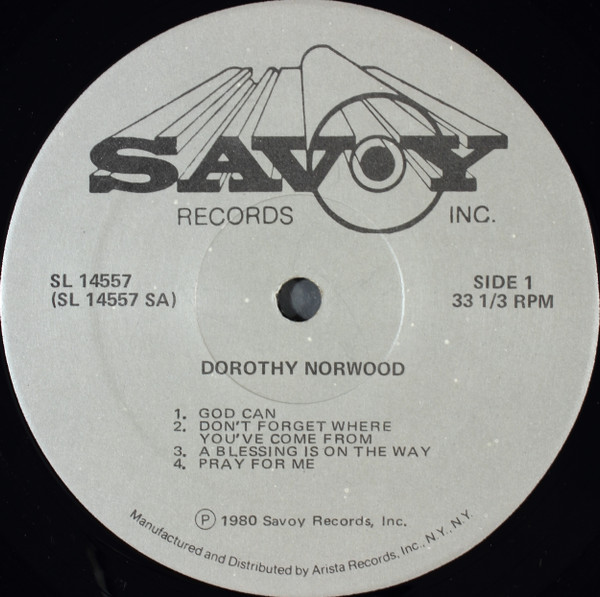 SAVOY
RECORDS INC.
SL 14557
(SL 14557 SA)
SIDE 1
33 1/3 RPM
DOROTHY NORWOOD
1. GOD CAN
2. DON'T FORGET WHERE
YOU'VE COME FROM
3. A BLESSING IS ON THE WAY
4. PRAY FOR ME
Ⓟ 1980 Savoy Records, Inc.
Manufactured and Distributed by Arista Records, Inc., N.Y., N.Y.